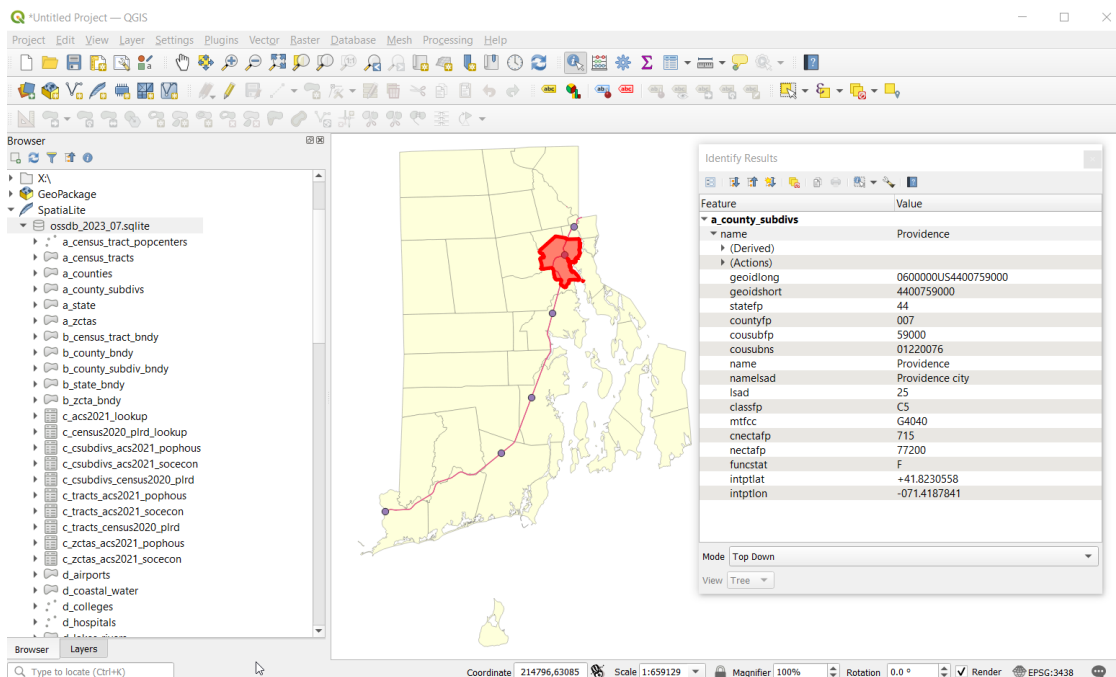 *Untitled Project — QGIS
Project Edit View Layer Settings Plugins Vector Raster Database Mesh Processing Help
Browser
X:\
GeoPackage
SpatiaLite
ossdb_2023_07.sqlite
a_census_tract_popcenters
a_census_tracts
a_counties
a_county_subdivs
a_state
a_zctas
b_census_tract_bndy
b_county_bndy
b_county_subdiv_bndy
b_state_bndy
b_zcta_bndy
c_acs2021_lookup
c_census2020_plrd_lookup
c_csubdivs_acs2021_pophous
c_csubdivs_acs2021_socecon
c_csubdivs_census2020_plrd
c_tracts_acs2021_pophous
c_tracts_acs2021_socecon
c_tracts_census2020_plrd
c_zctas_acs2021_pophous
c_zctas_acs2021_socecon
d_airports
d_coastal_water
d_colleges
d_hospitals
Browser Layers
Identify Results
Feature Value
a_county_subdivs
name Providence
(Derived)
(Actions)
geoidlong 0600000US4400759000
geoidshort 4400759000
statefp 44
countyfp 007
cousubfp 59000
cousubns 01220076
name Providence
namelsad Providence city
lsad 25
classfp C5
mtfcc G4040
cnectafp 715
nectafp 77200
funcstat F
intptlat +41.8230558
intptlon -071.4187841
Mode Top Down
View Tree
Type to locate (Ctrl+K) Coordinate 214796,63085 Scale 1:659129 Magnifier 100% Rotation 0.0 ° Render EPSG:3438